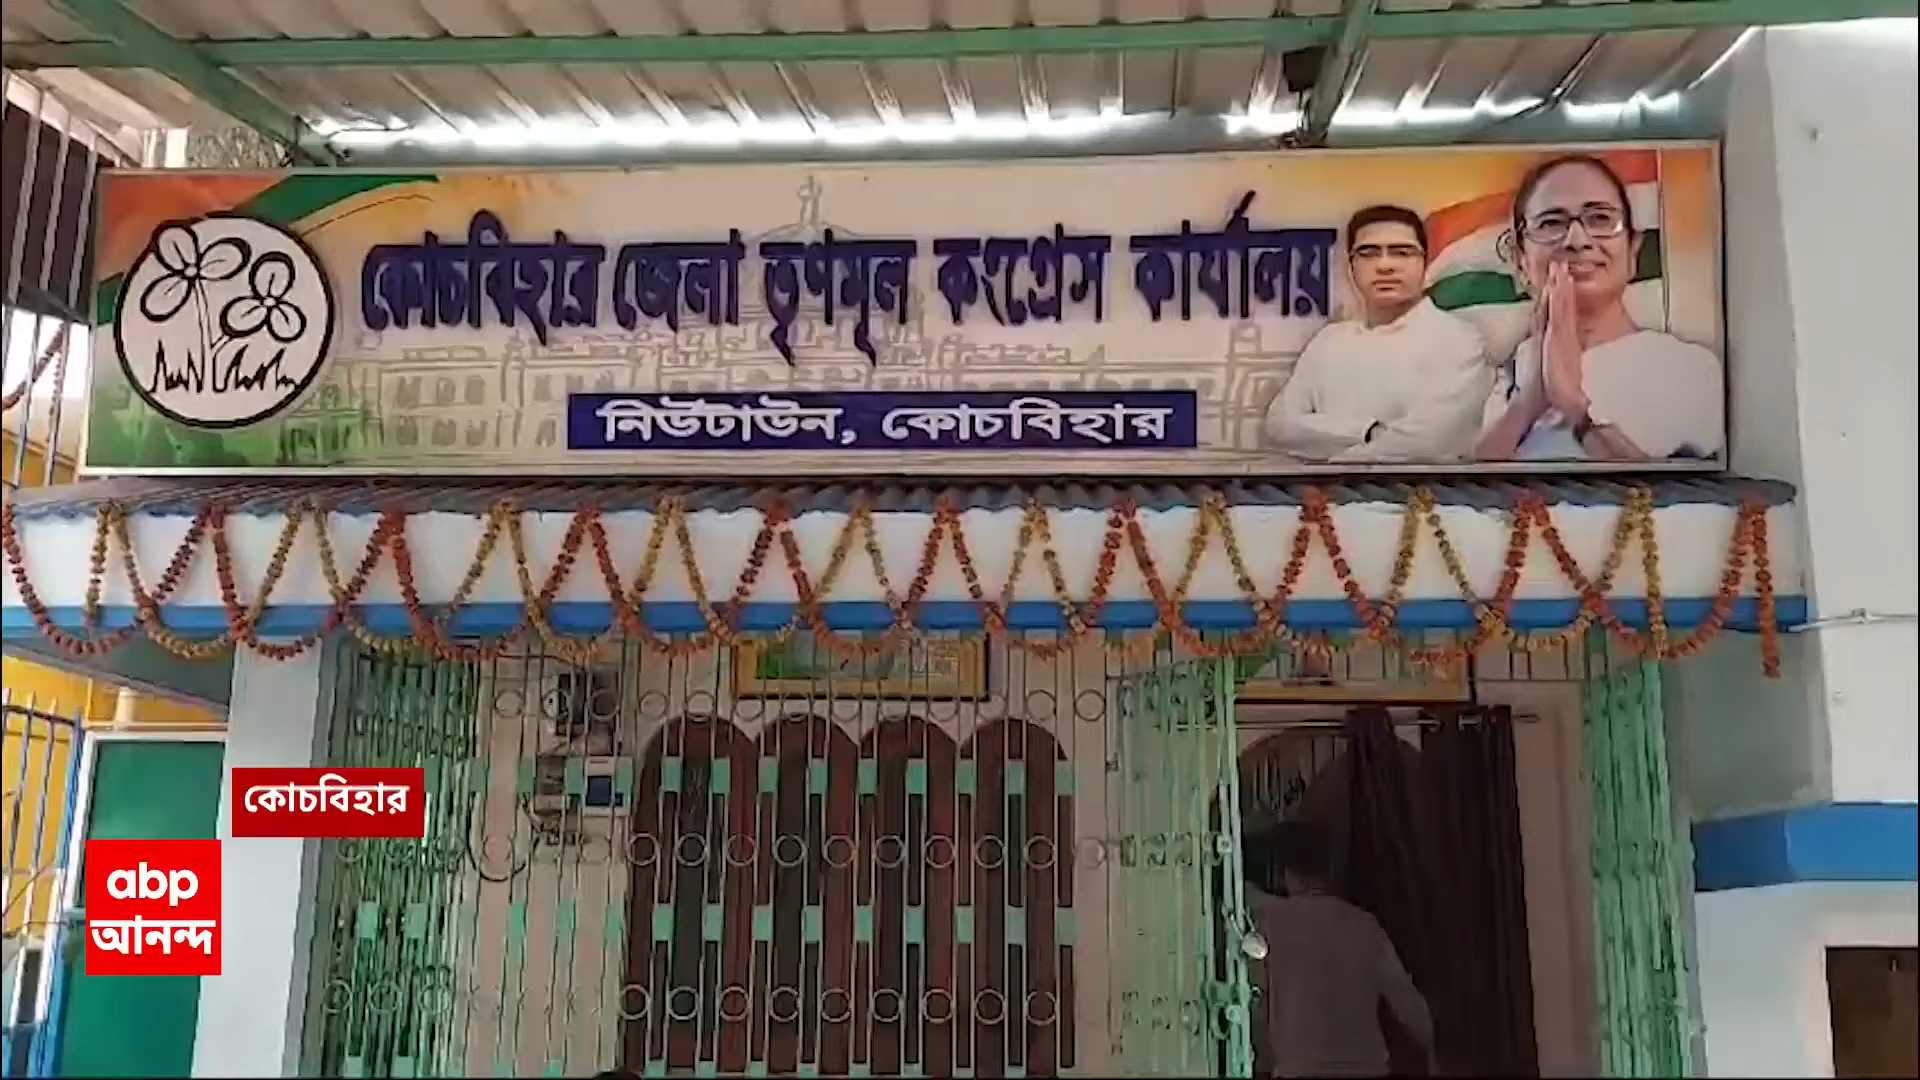 কোচবিহার জেলা তৃণমূল কংগ্রেস কার্যালয়
নিউটাউন, কোচবিহার
কোচবিহার
abp
আনন্দ